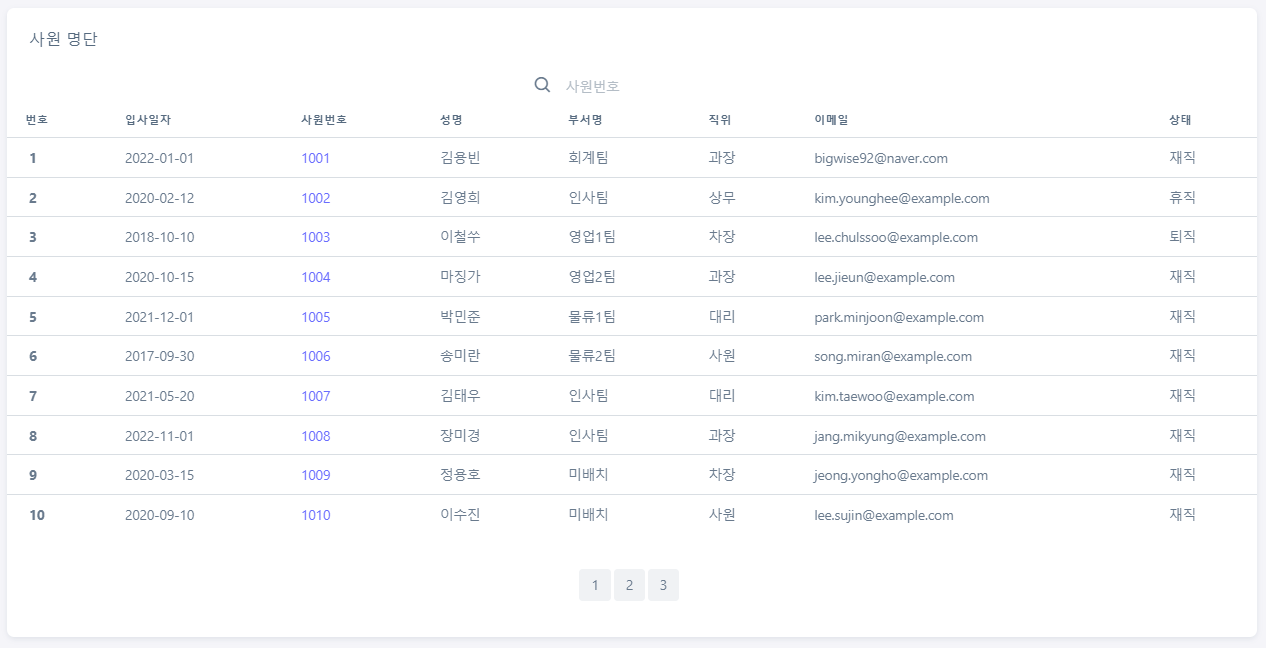 사원 명단
사원번호
번호 입사일자 사원번호 성명 부서명 직위 이메일 상태
1 2022-01-01 1001 김용빈 회계팀 과장 bigwise92@naver.com 재직
2 2020-02-12 1002 김영희 인사팀 상무 kim.younghee@example.com 휴직
3 2018-10-10 1003 이철쑤 영업1팀 차장 lee.chulssoo@example.com 퇴직
4 2020-10-15 1004 마징가 영업2팀 과장 lee.jieun@example.com 재직
5 2021-12-01 1005 박민준 물류1팀 대리 park.minjoon@example.com 재직
6 2017-09-30 1006 송미란 물류2팀 사원 song.miran@example.com 재직
7 2021-05-20 1007 김태우 인사팀 대리 kim.taewoo@example.com 재직
8 2022-11-01 1008 장미경 인사팀 과장 jang.mikyung@example.com 재직
9 2020-03-15 1009 정용호 미배치 차장 jeong.yongho@example.com 재직
10 2020-09-10 1010 이수진 미배치 사원 lee.sujin@example.com 재직
1 2 3